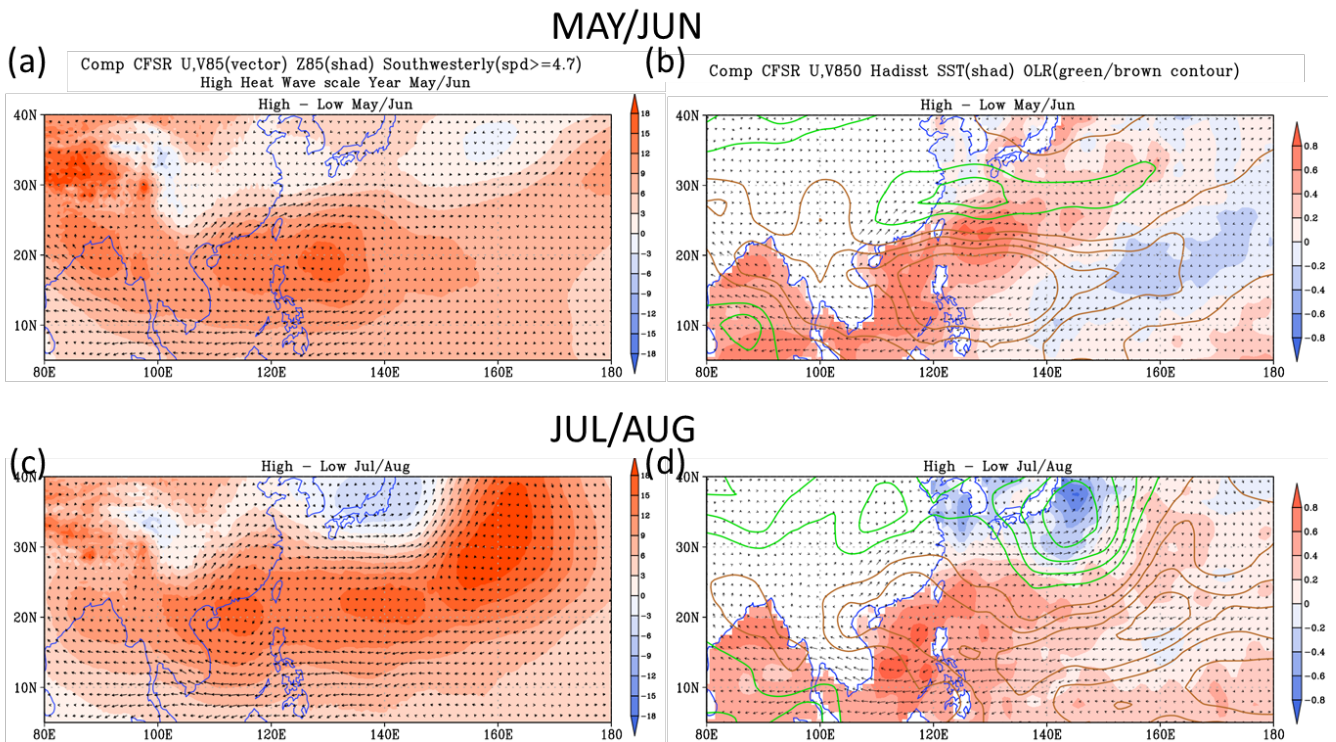 MAY/JUN
(a)
Comp CFSR U,V85(vector) Z85(shad) Southwesterly(spd>=4.7)
High Heat Wave scale Year May/Jun
High - Low May/Jun
40N
30N
20N
10N
80E 100E 120E 140E 160E 180
18
15
12
9
6
3
0
-3
-6
-9
-12
-15
-18
(b)
Comp CFSR U,V850 Hadisst SST(shad) OLR(green/brown contour)
High - Low May/Jun
40N
30N
20N
10N
80E 100E 120E 140E 160E 180
0.8
0.6
0.4
0.2
0
-0.2
-0.4
-0.6
-0.8
JUL/AUG
(c)
High - Low Jul/Aug
40N
30N
20N
10N
80E 100E 120E 140E 160E 180
18
15
12
9
6
3
0
-3
-6
-9
-12
-15
-18
(d)
High - Low Jul/Aug
40N
30N
20N
10N
80E 100E 120E 140E 160E 180
0.8
0.6
0.4
0.2
0
-0.2
-0.4
-0.6
-0.8